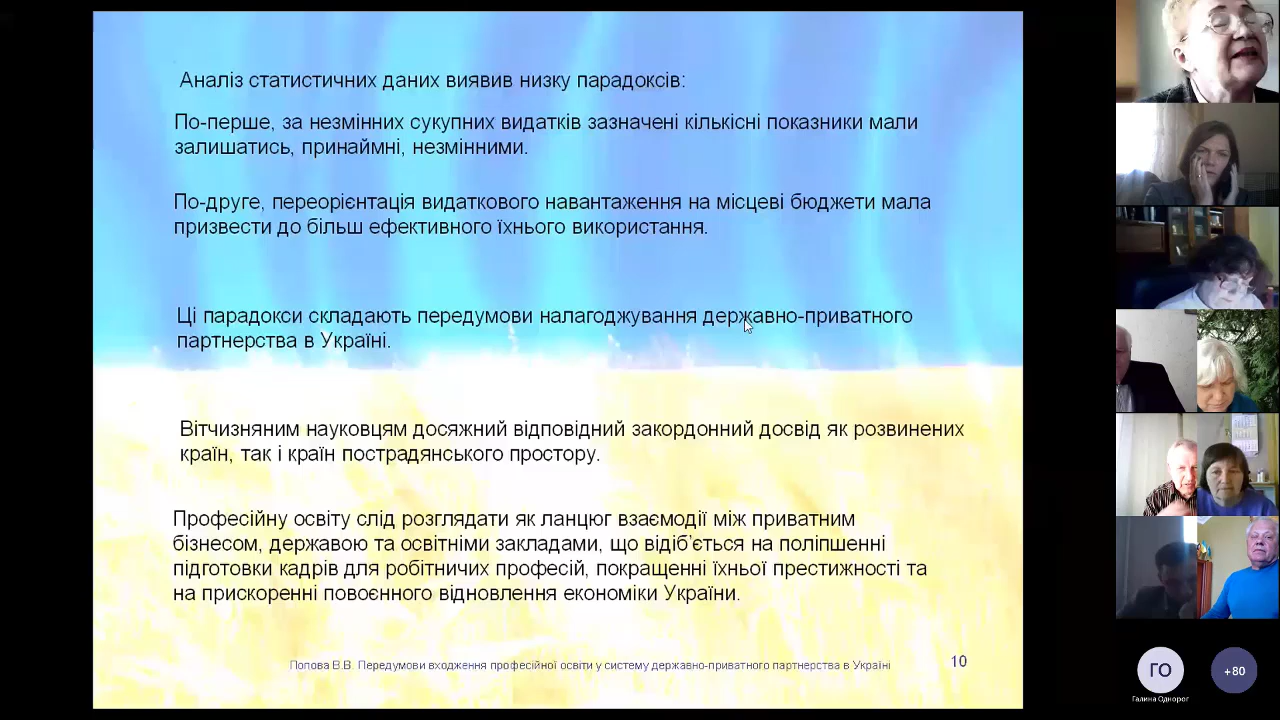 Аналіз статистичних даних виявив низку парадоксів:
По-перше, за незмінних сукупних видатків зазначені кількісні показники мали
залишатись, принаймні, незмінними.
По-друге, переорієнтація видаткового навантаження на місцеві бюджети мала
призвести до більш ефективного їхнього використання.
Ці парадокси складають передумови налагоджування державно-приватного
партнерства в Україні.
Вітчизняним науковцям досяжний відповідний закордонний досвід як розвинених
країн, так і країн пострадянського простору.
Професійну освіту слід розглядати як ланцюг взаємодії між приватним
бізнесом, державою та освітніми закладами, що відіб’ється на поліпшенні
підготовки кадрів для робітничих професій, покращенні їхньої престижності та
на прискоренні повоєнного відновлення економіки України.
Попова В.В. Передумови входження професійної освіти у систему державно-приватного партнерства в Україні
10
ГО
+80
Галина Однорог